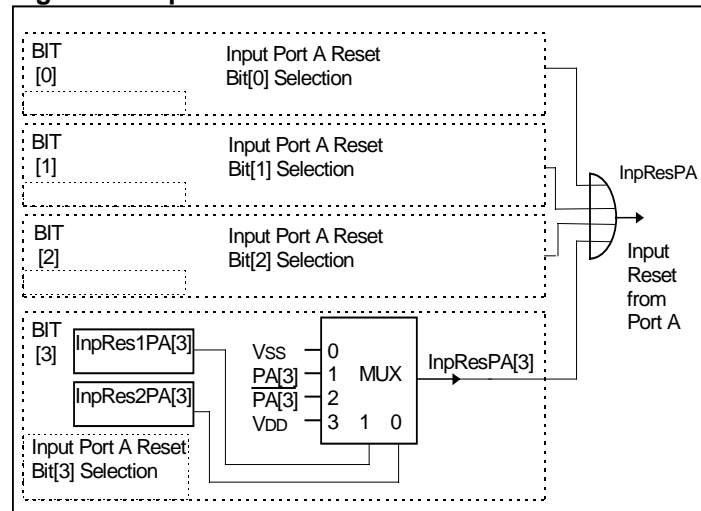 BIT
[0]
Input Port A Reset
Bit[0] Selection
BIT
[1]
Input Port A Reset
Bit[1] Selection
BIT
[2]
Input Port A Reset
Bit[2] Selection
InpResPA
Input
Reset
from
Port A
BIT
[3]
InpRes1PA[3]
InpRes2PA[3]
VSS 0
PA[3] 1 MUX
PA[3] 2
VDD 3 1 0
InpResPA[3]
Input Port A Reset
Bit[3] Selection